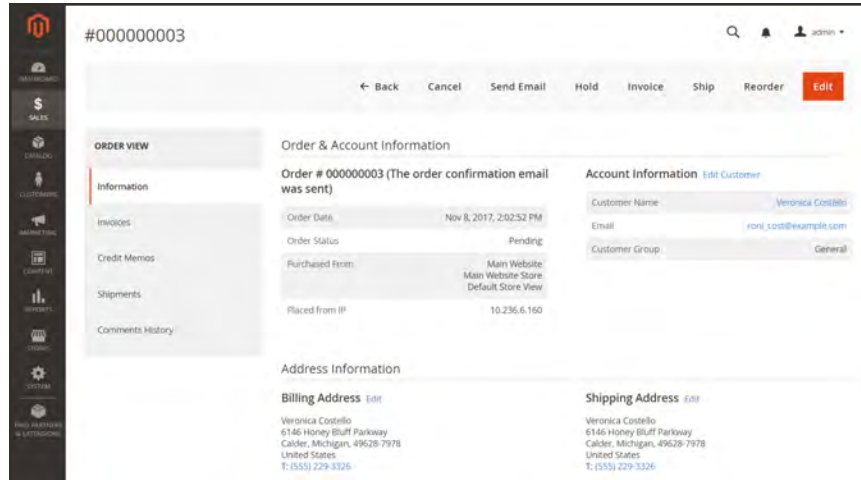 #000000003
admin
DASHBOARD
SALES
CATALOG
CUSTOMERS
MARKETING
CONTENT
REPORTS
STORES
SYSTEM
FIND PARTNERS
& EXTENSIONS
← Back Cancel Send Email Hold Invoice Ship Reorder Edit
ORDER VIEW
Information
Invoices
Credit Memos
Shipments
Comments History
Order & Account Information
Order # 000000003 (The order confirmation email
was sent)
Order Date Nov 8, 2017, 2:02:52 PM
Order Status Pending
Purchased From Main Website
Main Website Store
Default Store View
Placed from IP 10.236.6.160
Account Information Edit Customer
Customer Name Veronica Costello
Email roni_cost@example.com
Customer Group General
Address Information
Billing Address Edit
Veronica Costello
6146 Honey Bluff Parkway
Calder, Michigan, 49628-7978
United States
T: (555) 229-3326
Shipping Address Edit
Veronica Costello
6146 Honey Bluff Parkway
Calder, Michigan, 49628-7978
United States
T: (555) 229-3326